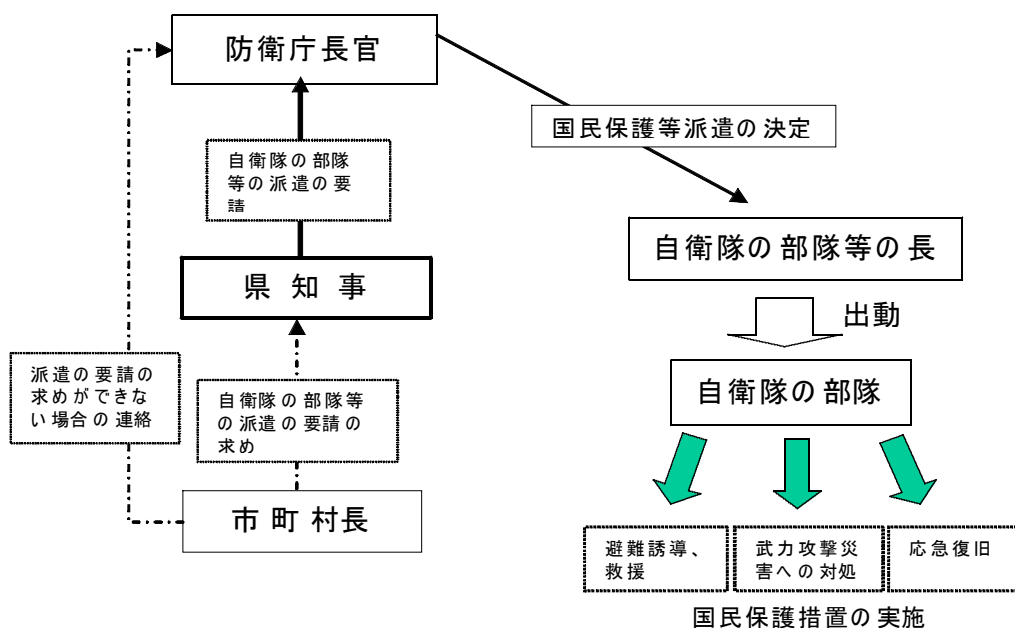 防衛庁長官
国民保護等派遣の決定
自衛隊の部隊
等の派遣の要
請
自衛隊の部隊等の長
県知事
出動
派遣の要請の
求めができな
い場合の連絡
自衛隊の部隊等
の派遣の要請の
求め
自衛隊の部隊
市町村長
避難誘導、
救援
武力攻撃災
害への対処
応急復旧
国民保護措置の実施